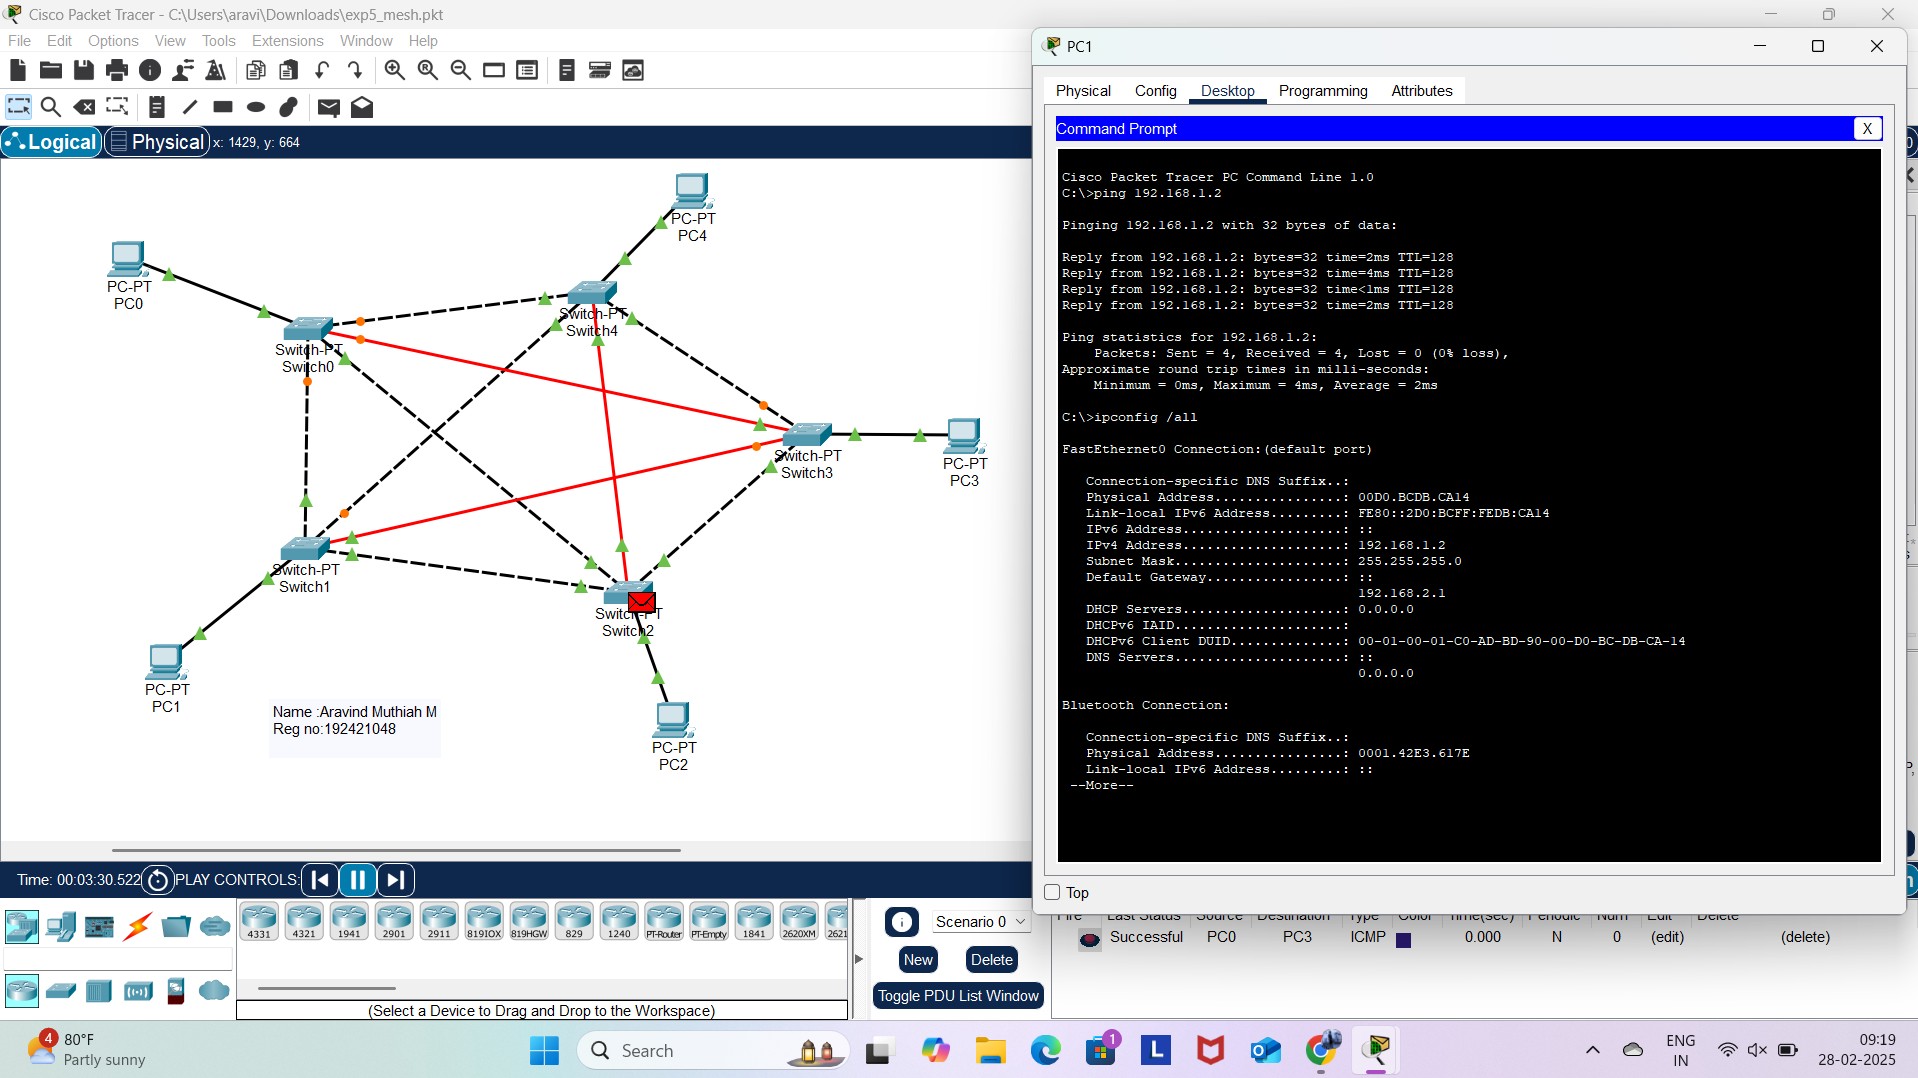 Cisco Packet Tracer - C:\Users\aravi\Downloads\exp5_mesh.pkt
File Edit Options View Tools Extensions Window Help
Logical Physical x: 1429, y: 664
PC-PT
PC4
PC-PT
PC0
Switch-PT
Switch4
Switch-PT
Switch0
Switch-PT
Switch3
PC-PT
PC3
Switch-PT
Switch1
Switch-PT
Switch2
PC-PT
PC1
Name :Aravind Muthiah M
Reg no:192421048
PC-PT
PC2
PC1
Physical Config Desktop Programming Attributes
Command Prompt X
Cisco Packet Tracer PC Command Line 1.0
C:\>ping 192.168.1.2
Pinging 192.168.1.2 with 32 bytes of data:
Reply from 192.168.1.2: bytes=32 time=2ms TTL=128
Reply from 192.168.1.2: bytes=32 time=4ms TTL=128
Reply from 192.168.1.2: bytes=32 time<1ms TTL=128
Reply from 192.168.1.2: bytes=32 time=2ms TTL=128
Ping statistics for 192.168.1.2:
Packets: Sent = 4, Received = 4, Lost = 0 (0% loss),
Approximate round trip times in milli-seconds:
Minimum = 0ms, Maximum = 4ms, Average = 2ms
C:\>ipconfig /all
FastEthernet0 Connection:(default port)
Connection-specific DNS Suffix..:
Physical Address................: 00D0.BCDB.CA14
Link-local IPv6 Address.........: FE80::2D0:BCFF:FEDB:CA14
IPv6 Address....................: ::
IPv4 Address....................: 192.168.1.2
Subnet Mask.....................: 255.255.255.0
Default Gateway.................: ::
192.168.2.1
DHCP Servers....................: 0.0.0.0
DHCPv6 IAID.....................:
DHCPv6 Client DUID..............: 00-01-00-01-C0-AD-BD-90-00-D0-BC-DB-CA-14
DNS Servers.....................: ::
0.0.0.0
Bluetooth Connection:
Connection-specific DNS Suffix..:
Physical Address................: 0001.42E3.617E
Link-local IPv6 Address.........: ::
--More--
Top
Time: 00:03:30.522 PLAY CONTROLS:
4331 4321 1941 2901 2911 819IOX 819HGW 829 1240 PT-Router PT-Empty 1841 2620XM 2621
(Select a Device to Drag and Drop to the Workspace)
Scenario 0
New Delete
Toggle PDU List Window
Fire Last Status Source Destination Type Color Time(sec) Periodic Num Edit Delete
Successful PC0 PC3 ICMP 0.000 N 0 (edit) (delete)
4
80°F
Partly sunny
Search
1
ENG
IN
09:19
28-02-2025